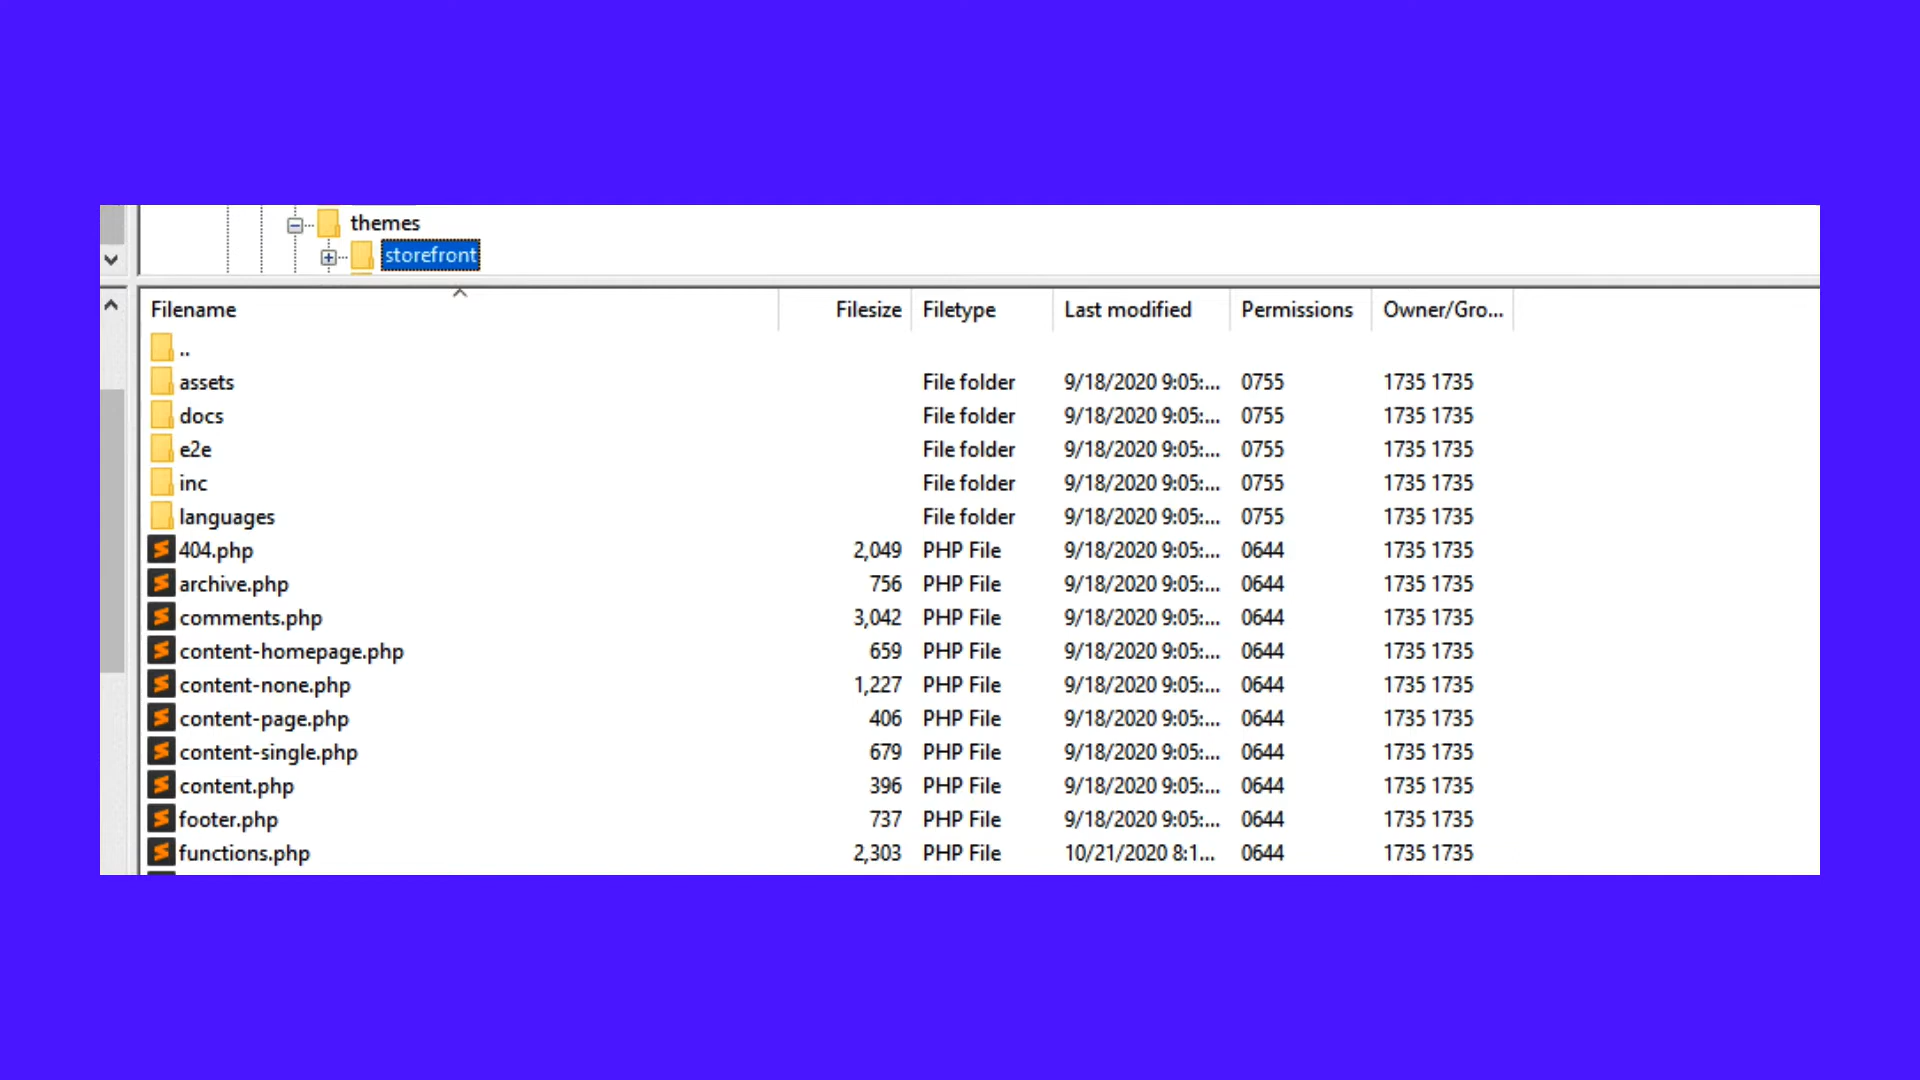 themes
storefront
Filename Filesize Filetype Last modified Permissions Owner/Gro...
..
assets File folder 9/18/2020 9:05:... 0755 1735 1735
docs File folder 9/18/2020 9:05:... 0755 1735 1735
e2e File folder 9/18/2020 9:05:... 0755 1735 1735
inc File folder 9/18/2020 9:05:... 0755 1735 1735
languages File folder 9/18/2020 9:05:... 0755 1735 1735
404.php 2,049 PHP File 9/18/2020 9:05:... 0644 1735 1735
archive.php 756 PHP File 9/18/2020 9:05:... 0644 1735 1735
comments.php 3,042 PHP File 9/18/2020 9:05:... 0644 1735 1735
content-homepage.php 659 PHP File 9/18/2020 9:05:... 0644 1735 1735
content-none.php 1,227 PHP File 9/18/2020 9:05:... 0644 1735 1735
content-page.php 406 PHP File 9/18/2020 9:05:... 0644 1735 1735
content-single.php 679 PHP File 9/18/2020 9:05:... 0644 1735 1735
content.php 396 PHP File 9/18/2020 9:05:... 0644 1735 1735
footer.php 737 PHP File 9/18/2020 9:05:... 0644 1735 1735
functions.php 2,303 PHP File 10/21/2020 8:1... 0644 1735 1735